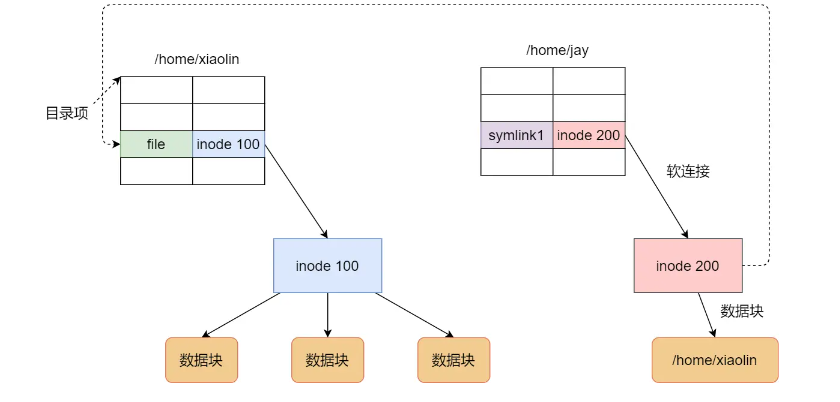 /home/xiaolin
/home/jay
目录项
file
inode 100
symlink1
inode 200
软连接
inode 100
inode 200
数据块
数据块
数据块
数据块
/home/xiaolin